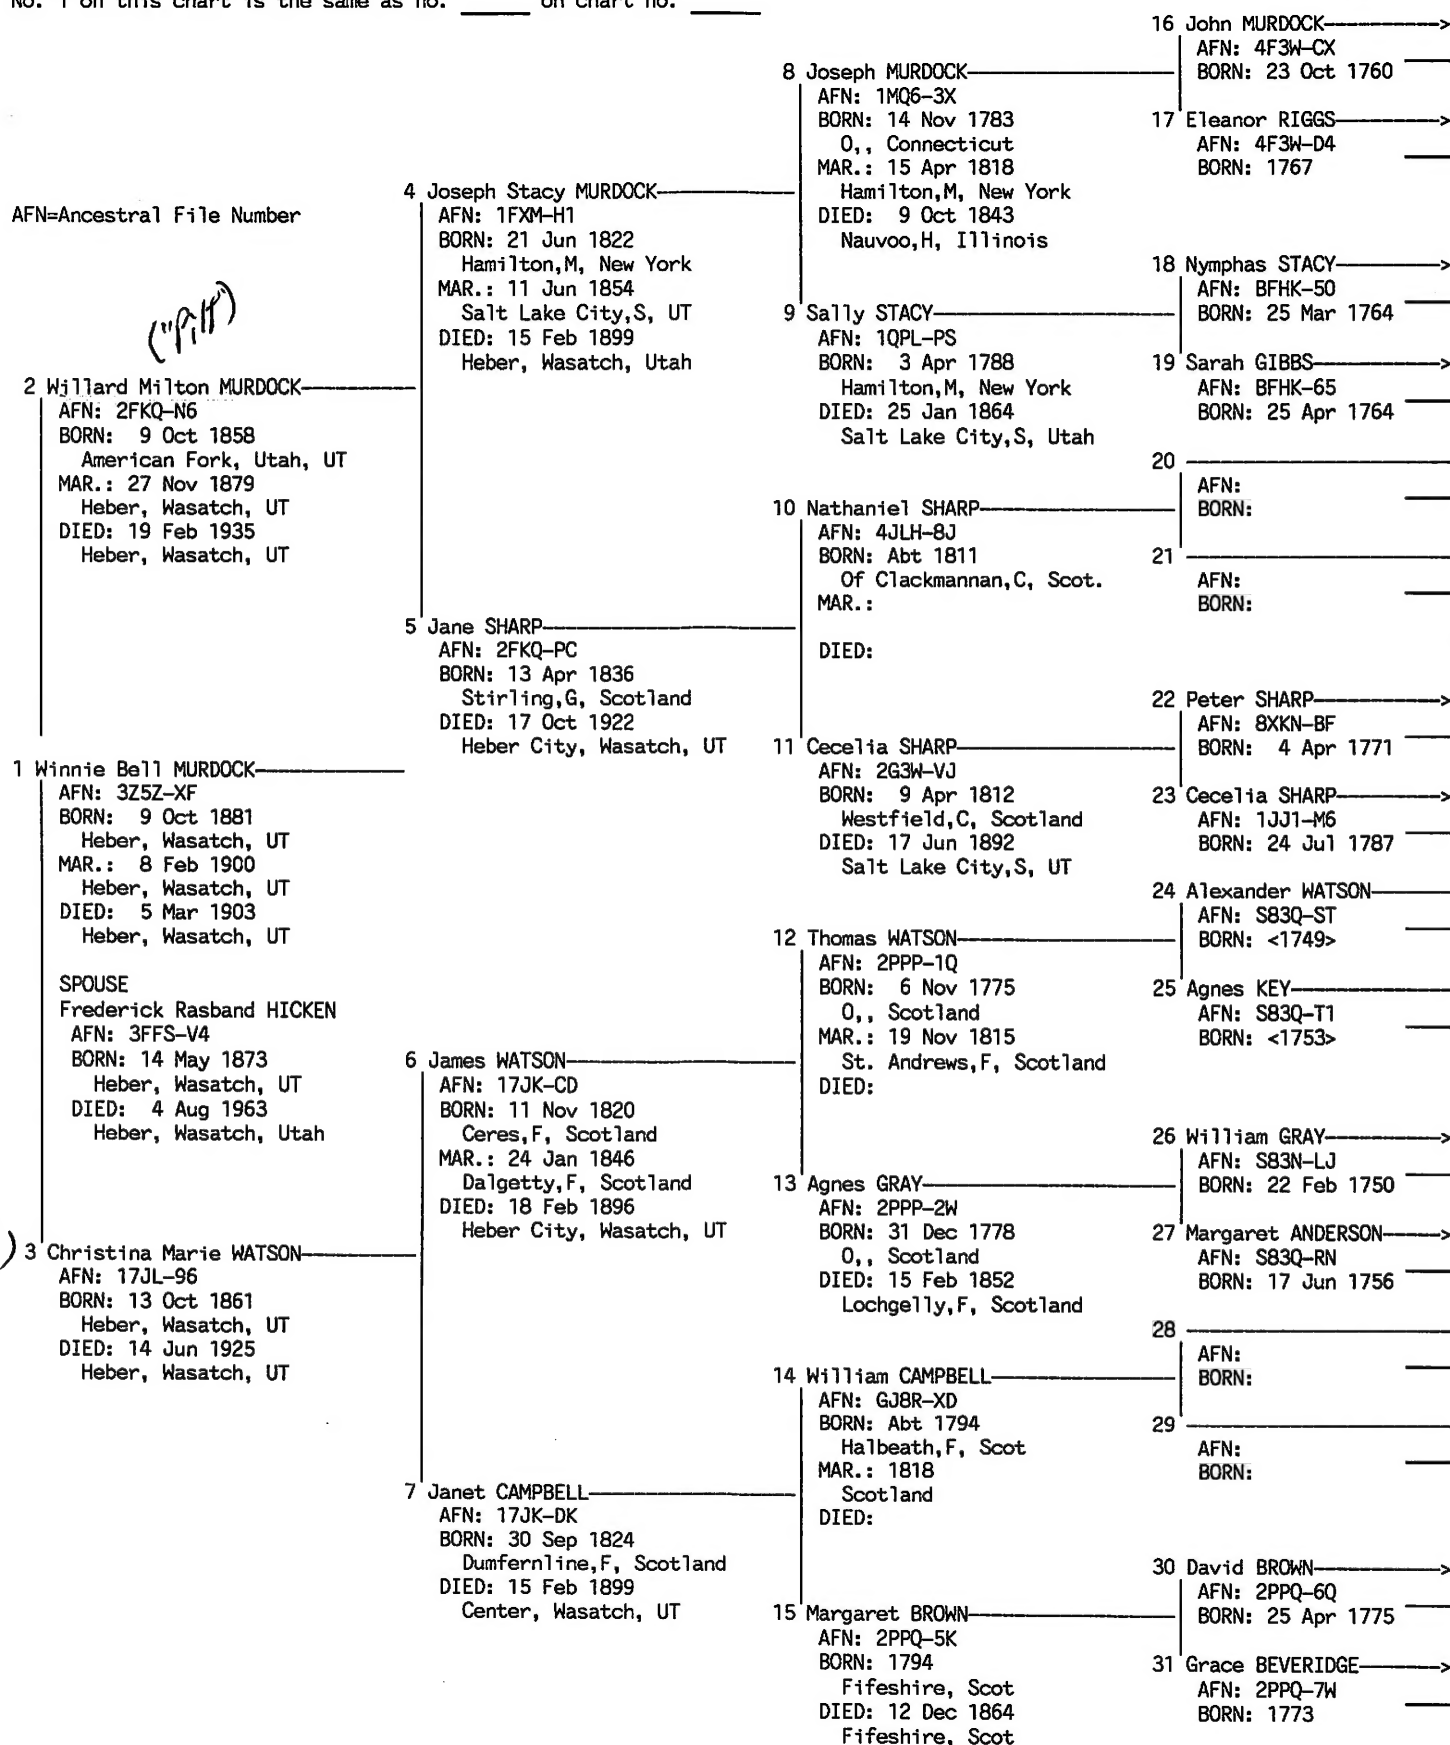 No. 1 on this chart is the same as no. _____ on chart no. _____
AFN=Ancestral File Number
2 Willard Milton MURDOCK
AFN: 2FKQ-N6
BORN: 9 Oct 1858
American Fork, Utah, UT
MAR.: 27 Nov 1879
Heber, Wasatch, UT
DIED: 19 Feb 1935
Heber, Wasatch, UT
1 Winnie Bell MURDOCK
AFN: 3Z5Z-XF
BORN: 9 Oct 1881
Heber, Wasatch, UT
MAR.: 8 Feb 1900
Heber, Wasatch, UT
DIED: 5 Mar 1903
Heber, Wasatch, UT
SPOUSE
Frederick Rasband HICKEN
AFN: 3FFS-V4
BORN: 14 May 1873
Heber, Wasatch, UT
DIED: 4 Aug 1963
Heber, Wasatch, Utah
) 3 Christina Marie WATSON
AFN: 17JL-96
BORN: 13 Oct 1861
Heber, Wasatch, UT
DIED: 14 Jun 1925
Heber, Wasatch, UT
4 Joseph Stacy MURDOCK
AFN: 1FXM-H1
BORN: 21 Jun 1822
Hamilton,M, New York
MAR.: 11 Jun 1854
Salt Lake City,S, UT
DIED: 15 Feb 1899
Heber, Wasatch, Utah
5 Jane SHARP
AFN: 2FKQ-PC
BORN: 13 Apr 1836
Stirling,G, Scotland
DIED: 17 Oct 1922
Heber City, Wasatch, UT
6 James WATSON
AFN: 17JK-CD
BORN: 11 Nov 1820
Ceres,F, Scotland
MAR.: 24 Jan 1846
Dalgetty,F, Scotland
DIED: 18 Feb 1896
Heber City, Wasatch, UT
7 Janet CAMPBELL
AFN: 17JK-DK
BORN: 30 Sep 1824
Dumfernline,F, Scotland
DIED: 15 Feb 1899
Center, Wasatch, UT
8 Joseph MURDOCK
AFN: 1MQ6-3X
BORN: 14 Nov 1783
O,, Connecticut
MAR.: 15 Apr 1818
Hamilton,M, New York
DIED: 9 Oct 1843
Nauvoo,H, Illinois
9 Sally STACY
AFN: 1QPL-PS
BORN: 3 Apr 1788
Hamilton,M, New York
DIED: 25 Jan 1864
Salt Lake City,S, Utah
10 Nathaniel SHARP
AFN: 4JLH-8J
BORN: Abt 1811
Of Clackmannan,C, Scot.
MAR.:
DIED:
11 Cecelia SHARP
AFN: 2G3W-VJ
BORN: 9 Apr 1812
Westfield,C, Scotland
DIED: 17 Jun 1892
Salt Lake City,S, UT
12 Thomas WATSON
AFN: 2PPP-1Q
BORN: 6 Nov 1775
O,, Scotland
MAR.: 19 Nov 1815
St. Andrews,F, Scotland
DIED:
13 Agnes GRAY
AFN: 2PPP-2W
BORN: 31 Dec 1778
O,, Scotland
DIED: 15 Feb 1852
Lochgelly,F, Scotland
14 William CAMPBELL
AFN: GJ8R-XD
BORN: Abt 1794
Halbeath,F, Scot
MAR.: 1818
Scotland
DIED:
15 Margaret BROWN
AFN: 2PPQ-5K
BORN: 1794
Fifeshire, Scot
DIED: 12 Dec 1864
Fifeshire, Scot
16 John MURDOCK
AFN: 4F3W-CX
BORN: 23 Oct 1760
17 Eleanor RIGGS
AFN: 4F3W-D4
BORN: 1767
18 Nymphas STACY
AFN: BFHK-50
BORN: 25 Mar 1764
19 Sarah GIBBS
AFN: BFHK-65
BORN: 25 Apr 1764
20
AFN:
BORN:
21
AFN:
BORN:
22 Peter SHARP
AFN: 8XKN-BF
BORN: 4 Apr 1771
23 Cecelia SHARP
AFN: 1JJ1-M6
BORN: 24 Jul 1787
24 Alexander WATSON
AFN: S83Q-ST
BORN: <1749>
25 Agnes KEY
AFN: S83Q-T1
BORN: <1753>
26 William GRAY
AFN: S83N-LJ
BORN: 22 Feb 1750
27 Margaret ANDERSON
AFN: S83Q-RN
BORN: 17 Jun 1756
28
AFN:
BORN:
29
AFN:
BORN:
30 David BROWN
AFN: 2PPQ-6Q
BORN: 25 Apr 1775
31 Grace BEVERIDGE
AFN: 2PPQ-7W
BORN: 1773